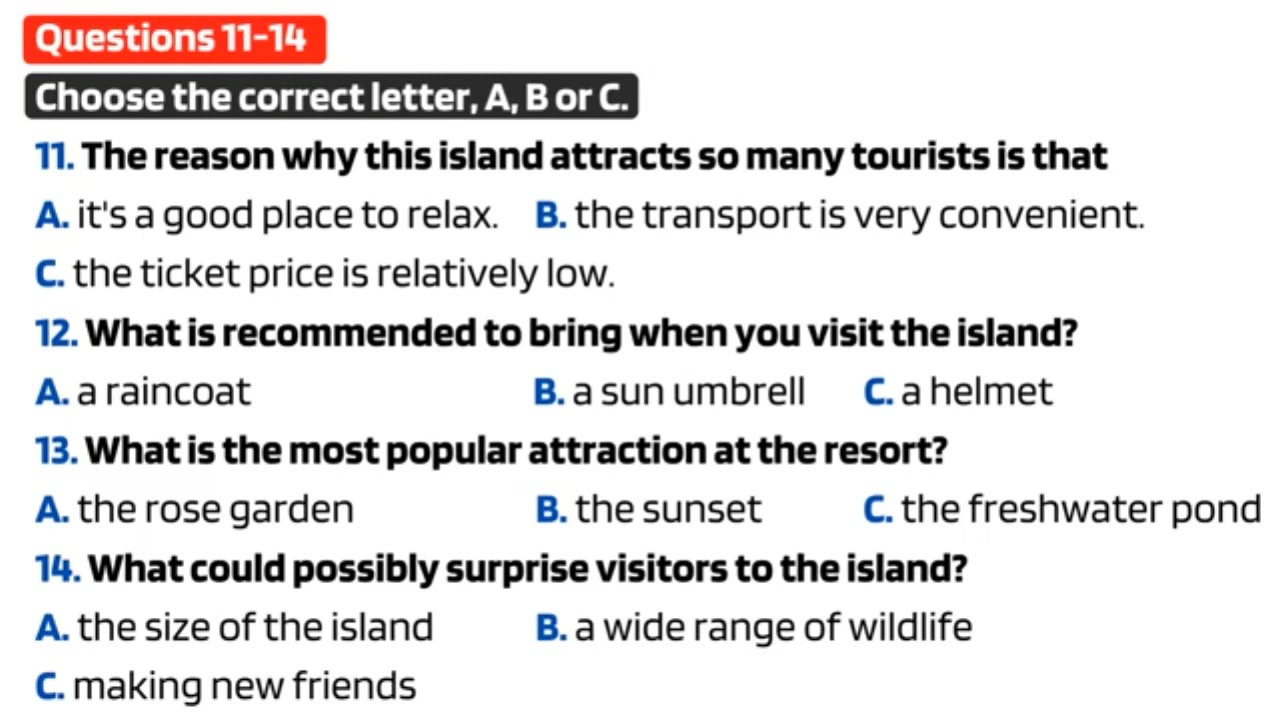 Questions 11-14
Choose the correct letter, A, B or C.
11. The reason why this island attracts so many tourists is that
A. it's a good place to relax. B. the transport is very convenient.
C. the ticket price is relatively low.
12. What is recommended to bring when you visit the island?
A. a raincoat B. a sun umbrell C. a helmet
13. What is the most popular attraction at the resort?
A. the rose garden B. the sunset C. the freshwater pond
14. What could possibly surprise visitors to the island?
A. the size of the island B. a wide range of wildlife
C. making new friends